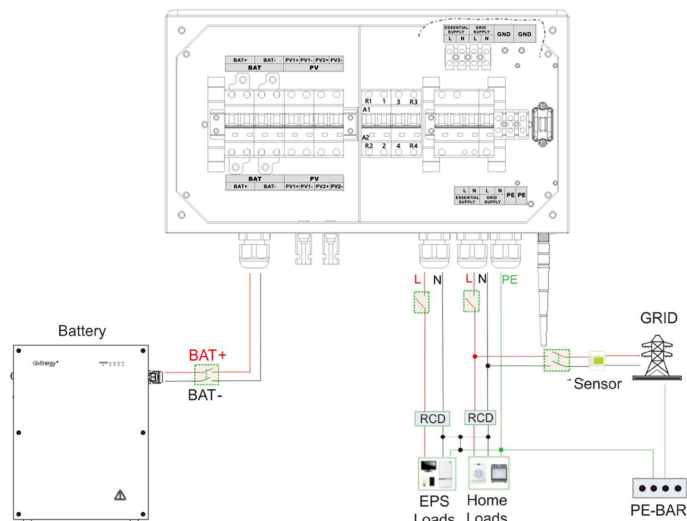 ESSENTIAL SUPPLY GRID SUPPLY GND GND
L N L N
BAT+ BAT- PV1+ PV1- PV2+ PV2-
BAT PV
R1 1 3 R3
A1
A2
R2 2 4 R4
BAT PV
BAT+ BAT- PV1+ PV1- PV2+ PV2-
L N L N PE PE
ESSENTIAL SUPPLY GRID SUPPLY
L N L N PE
Battery
GivEnergy
BAT+
BAT-
GRID
Sensor
RCD RCD
EPS Loads
Home Loads
PE-BAR